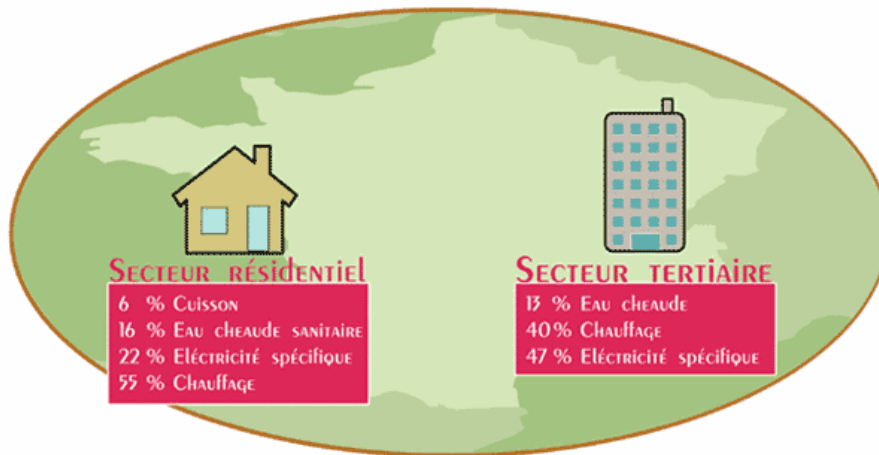 Secteur résidentiel
6 % Cuisson
16 % Eau cheaude sanitaire
22 % Eléctricité spécifique
55 % Chauffage
Secteur tertiaire
13 % Eau cheaude
40% Chauffage
47 % Eléctricité spécifique